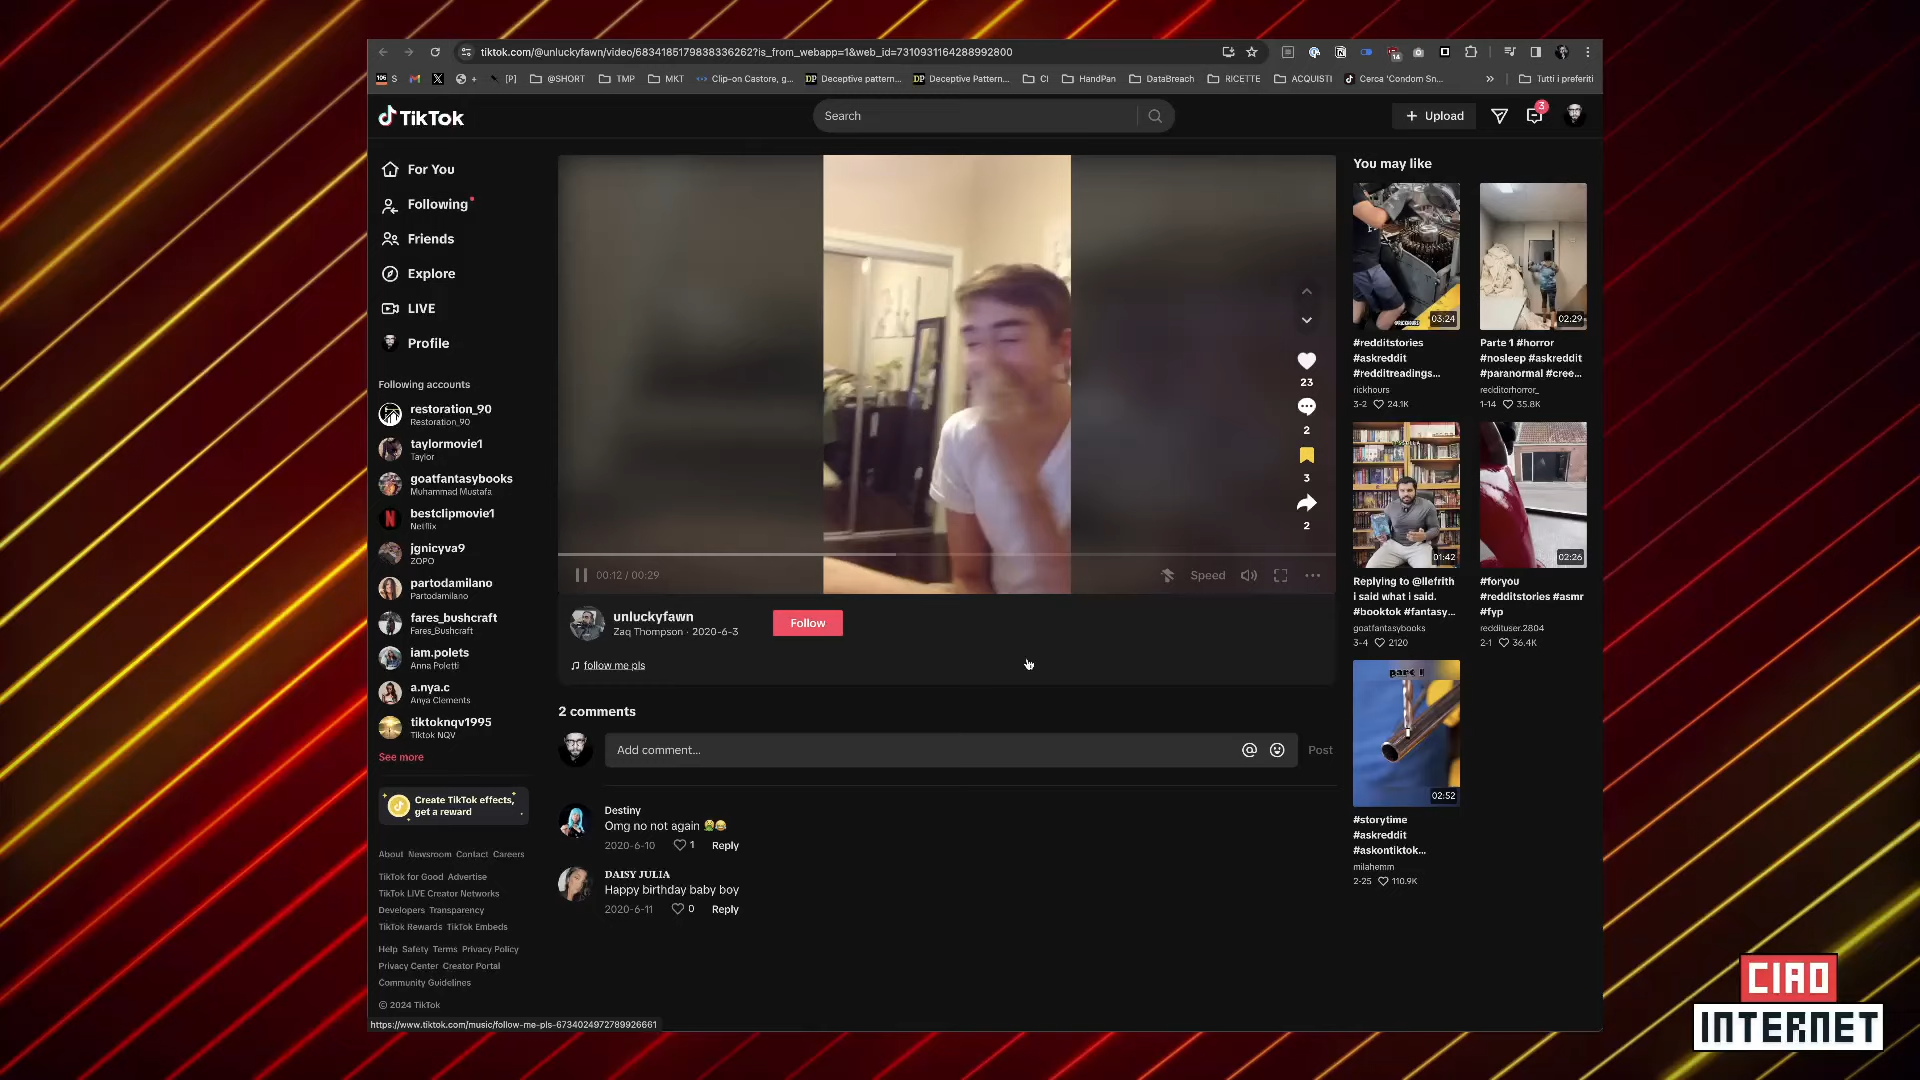 tiktok.com/@unluckyfawn/video/6834185179838336262?is_from_webapp=1&web_id=7310931164288992800
S
[P]
@SHORT
TMP
MKT
Clip-on Castore, g...
Deceptive pattern...
Deceptive Pattern...
CI
HandPan
DataBreach
RICETTE
ACQUISTI
Cerca 'Condom Sn...
Tutti i preferiti
TikTok
Search
Upload
3
For You
Following
Friends
Explore
LIVE
Profile
Following accounts
restoration_90
Restoration_90
taylormovie1
Taylor
goatfantasybooks
Muhammad Mustafa
bestclipmovie1
Netflix
jgnicyva9
ZOPO
partodamilano
Partodamilano
fares_bushcraft
Fares_Bushcraft
iam.polets
Anna Poletti
a.nya.c
Anya Clements
tiktoknqv1995
Tiktok NQV
See more
Create TikTok effects,
get a reward
About Newsroom Contact Careers
TikTok for Good Advertise
TikTok LIVE Creator Networks
Developers Transparency
TikTok Rewards TikTok Embeds
Help Safety Terms Privacy Policy
Privacy Center Creator Portal
Community Guidelines
© 2024 TikTok
https://www.tiktok.com/music/follow-me-pls-6734024972789926661
23
2
3
2
00:12 / 00:29
Speed
unluckyfawn
Zaq Thompson · 2020-6-3
Follow
follow me pls
2 comments
Add comment...
Post
Destiny
Omg no not again 🤮😂
2020-6-10 1 Reply
DAISY JULIA
Happy birthday baby boy
2020-6-11 0 Reply
You may like
03:24
#redditstories
#askreddit
#redditreadings...
rickhours
3-2 24.1K
02:29
Parte 1 #horror
#nosleep #askreddit
#paranormal #cree...
redditorhorror_
1-14 35.8K
01:42
Replying to @llefrith
i said what i said.
#booktok #fantasy...
goatfantasybooks
3-4 2120
02:26
#foryou
#redditstories #asmr
#fyp
reddituser.2804
2-1 36.4K
part 1
02:52
#storytime
#askreddit
#askontiktok...
milahemm
2-25 110.9K
CIAO
INTERNET